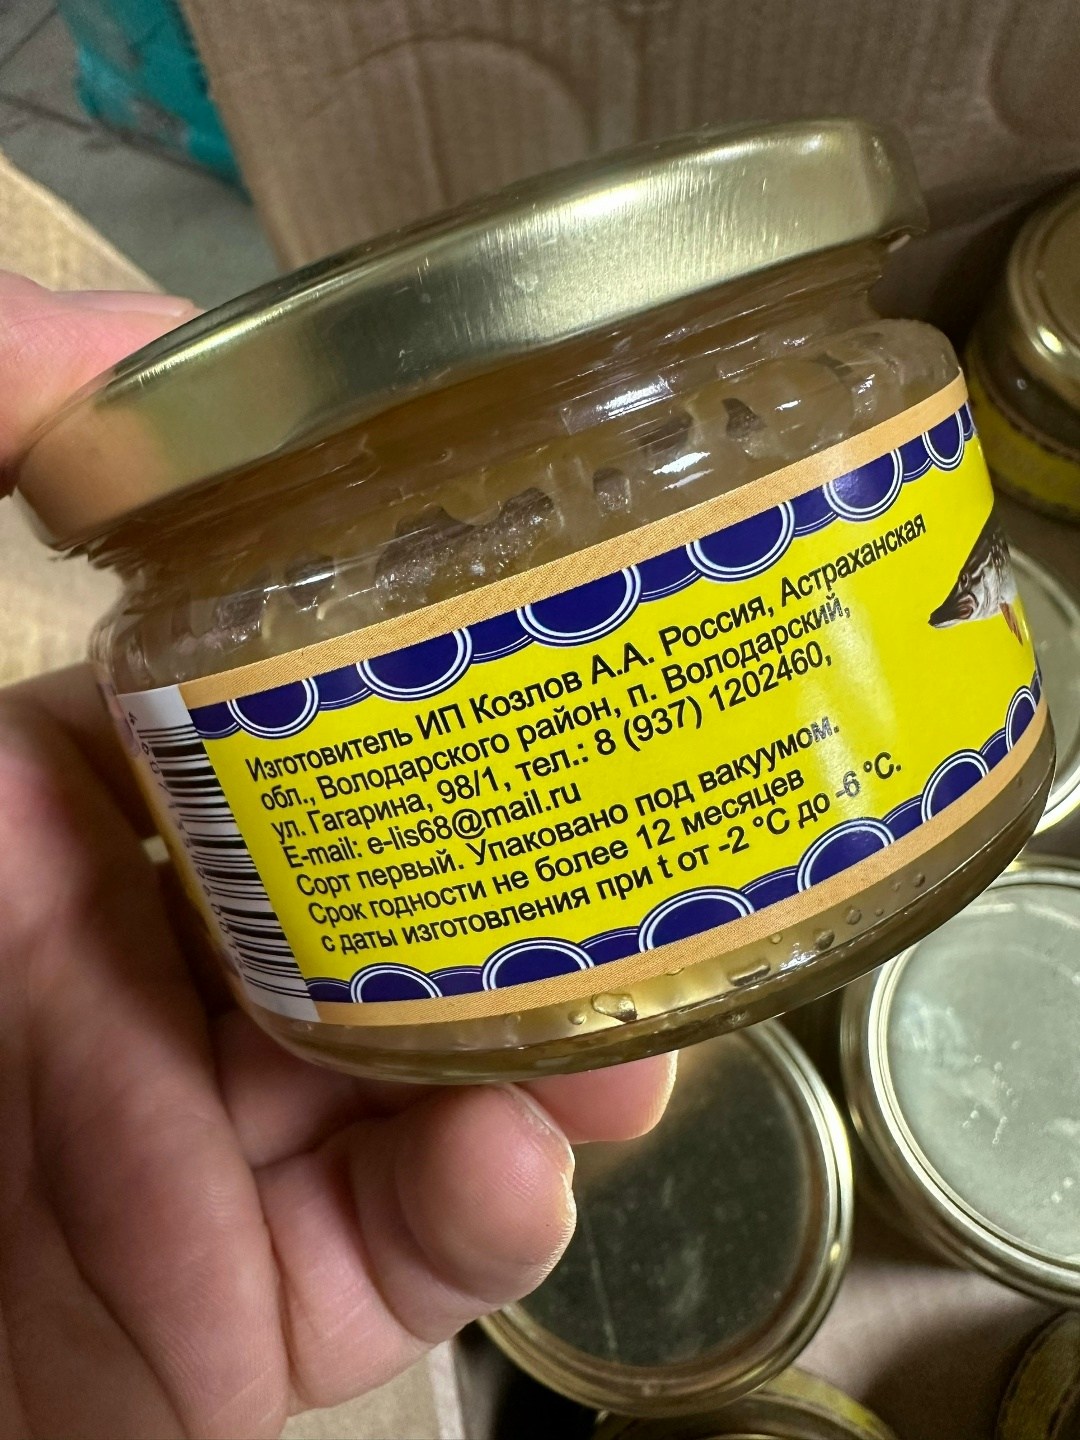 Изготовитель ИП Козлов А.А. Россия, Астраханская
обл., Володарского район, п. Володарский,
ул. Гагарина, 98/1, тел.: 8 (937) 1202460,
E-mail: e-lis68@mail.ru
Сорт первый. Упаковано под вакуумом.
Срок годности не более 12 месяцев
с даты изготовления при t от -2 °C до -6 °C.